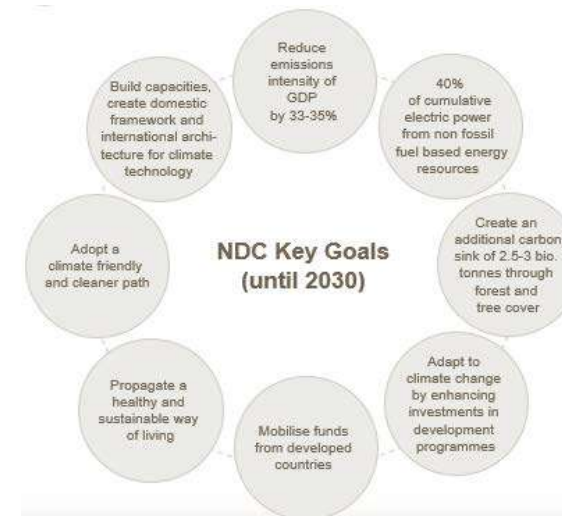 NDC Key Goals
(until 2030)
Reduce
emissions
intensity of
GDP
by 33-35%
40%
of cumulative
electric power
from non fossil
fuel based energy
resources
Create an
additional carbon
sink of 2.5-3 bio.
tonnes through
forest and
tree cover
Adapt to
climate change
by enhancing
investments in
development
programmes
Mobilise funds
from developed
countries
Propagate a
healthy and
sustainable way
of living
Adopt a
climate friendly
and cleaner path
Build capacities,
create domestic
framework and
international archi-
tecture for climate
technology